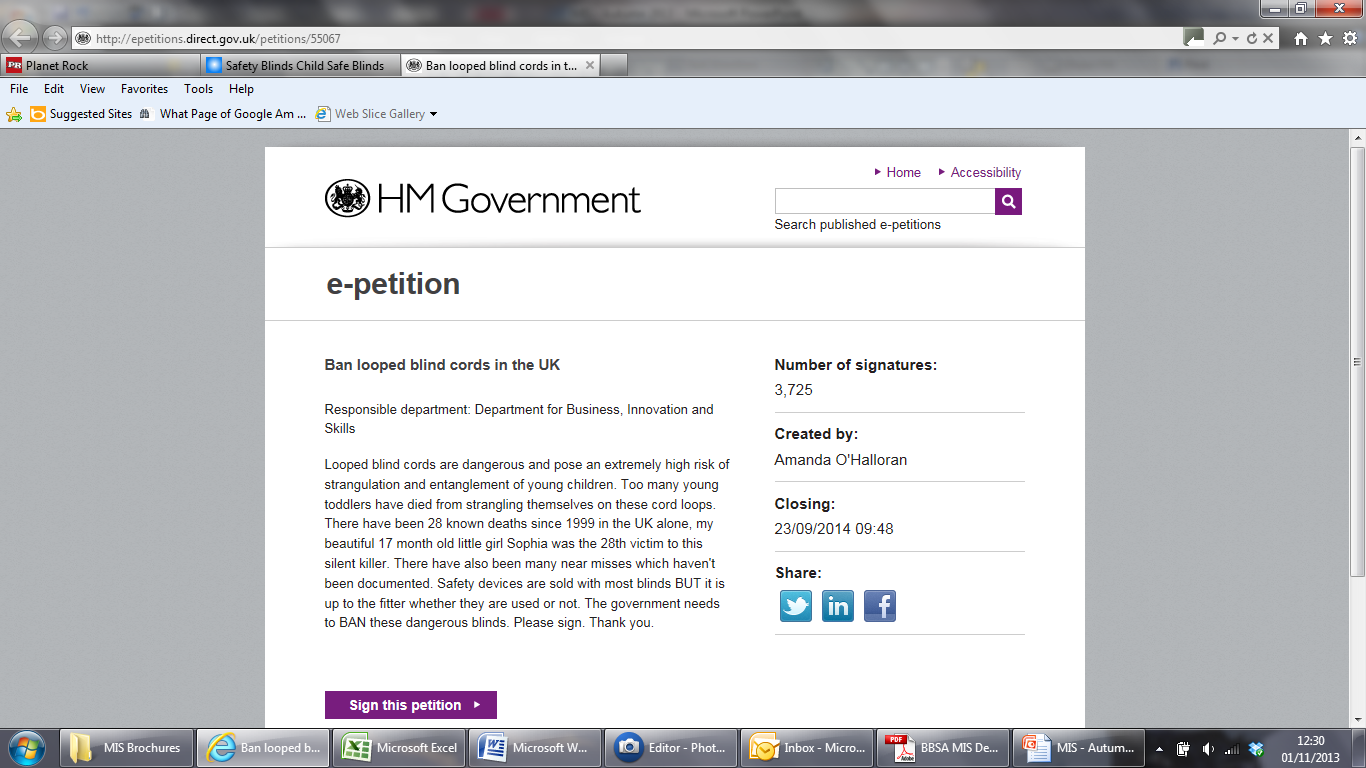 http://epetitions.direct.gov.uk/petitions/55067
Planet Rock
Safety Blinds Child Safe Blinds
Ban looped blind cords in t...
File Edit View Favorites Tools Help
Suggested Sites What Page of Google Am ... Web Slice Gallery
HM Government
Home Accessibility
Search published e-petitions
e-petition
Ban looped blind cords in the UK
Responsible department: Department for Business, Innovation and
Skills
Looped blind cords are dangerous and pose an extremely high risk of
strangulation and entanglement of young children. Too many young
toddlers have died from strangling themselves on these cord loops.
There have been 28 known deaths since 1999 in the UK alone, my
beautiful 17 month old little girl Sophia was the 28th victim to this
silent killer. There have also been many near misses which haven't
been documented. Safety devices are sold with most blinds BUT it is
up to the fitter whether they are used or not. The government needs
to BAN these dangerous blinds. Please sign. Thank you.
Sign this petition
Number of signatures:
3,725
Created by:
Amanda O'Halloran
Closing:
23/09/2014 09:48
Share:
MIS Brochures
Ban looped b...
Microsoft Excel
Microsoft W...
Editor - Phot...
Inbox - Micro...
BBSA MIS De...
MIS - Autum...
12:30
01/11/2013